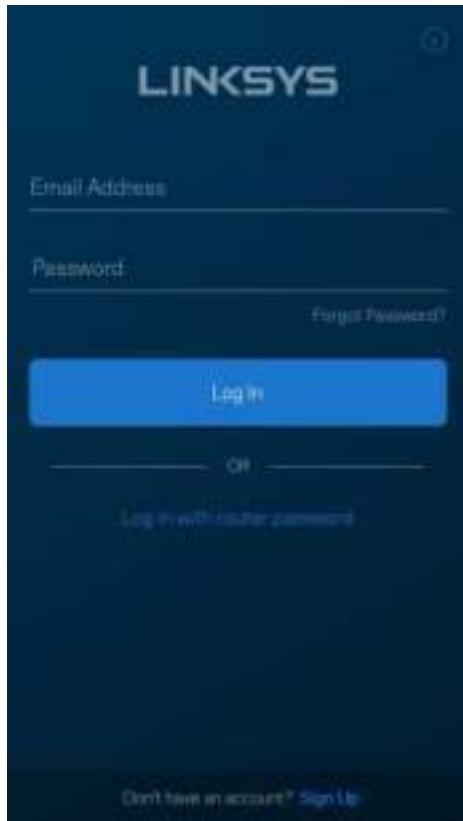 LINKSYS
Email Address
Password
Forgot Password?
Log In
OR
Log in with router password
Don't have an account? Sign Up